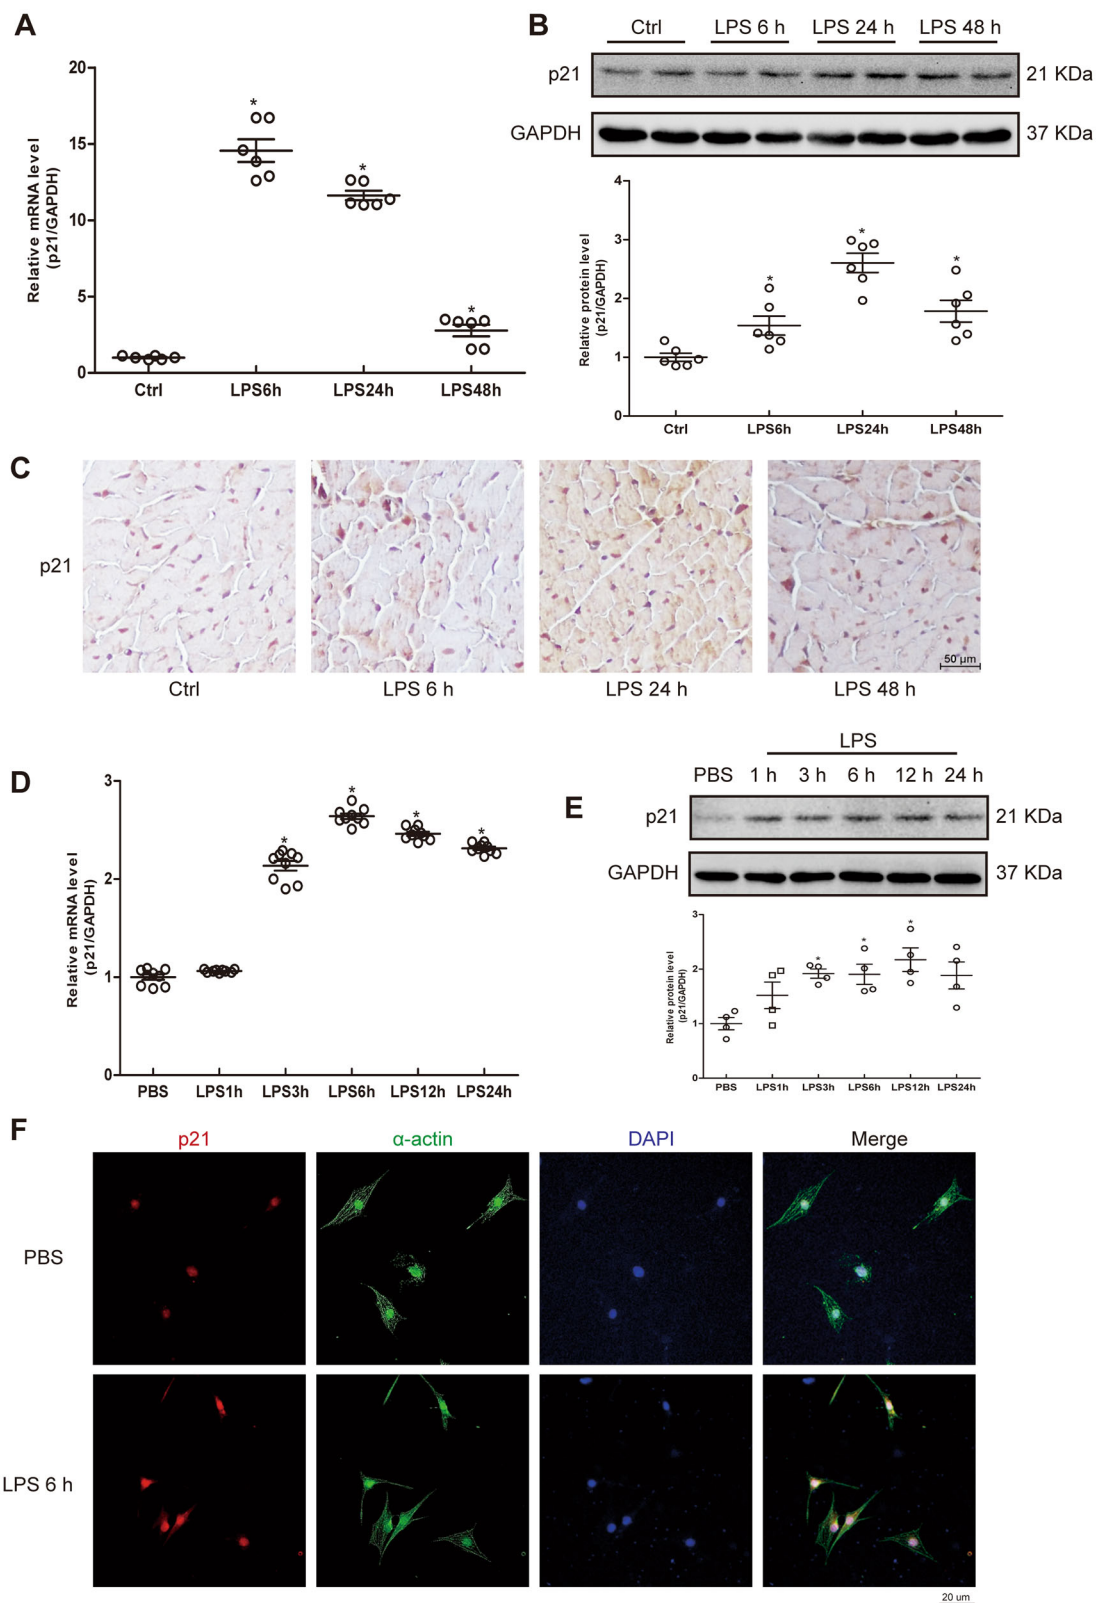 A
20
15
10
5
0
Relative mRNA level
(p21/GAPDH)
*
*
*
Ctrl LPS6h LPS24h LPS48h
B
Ctrl LPS 6 h LPS 24 h LPS 48 h
p21 21 KDa
GAPDH 37 KDa
4
3
2
1
0
Relative protein level
(p21/GAPDH)
*
*
*
Ctrl LPS6h LPS24h LPS48h
C
p21
50 µm
Ctrl LPS 6 h LPS 24 h LPS 48 h
D
3
2
1
0
Relative mRNA level
(p21/GAPDH)
*
*
*
*
PBS LPS1h LPS3h LPS6h LPS12h LPS24h
E
LPS
PBS 1 h 3 h 6 h 12 h 24 h
p21 21 KDa
GAPDH 37 KDa
3
2
1
0
Relative protein level
(p21/GAPDH)
*
*
*
PBS LPS1h LPS3h LPS6h LPS12h LPS24h
F
p21 α-actin DAPI Merge
PBS
LPS 6 h
20 um